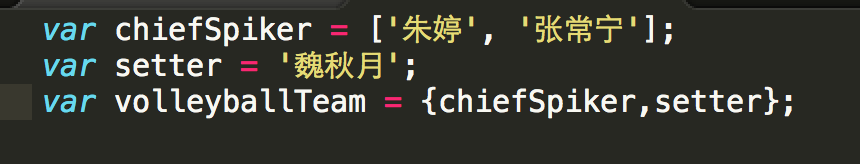 var chiefSpiker = ['朱婷', '张常宁'];
var setter = '魏秋月';
var volleyballTeam = {chiefSpiker,setter};